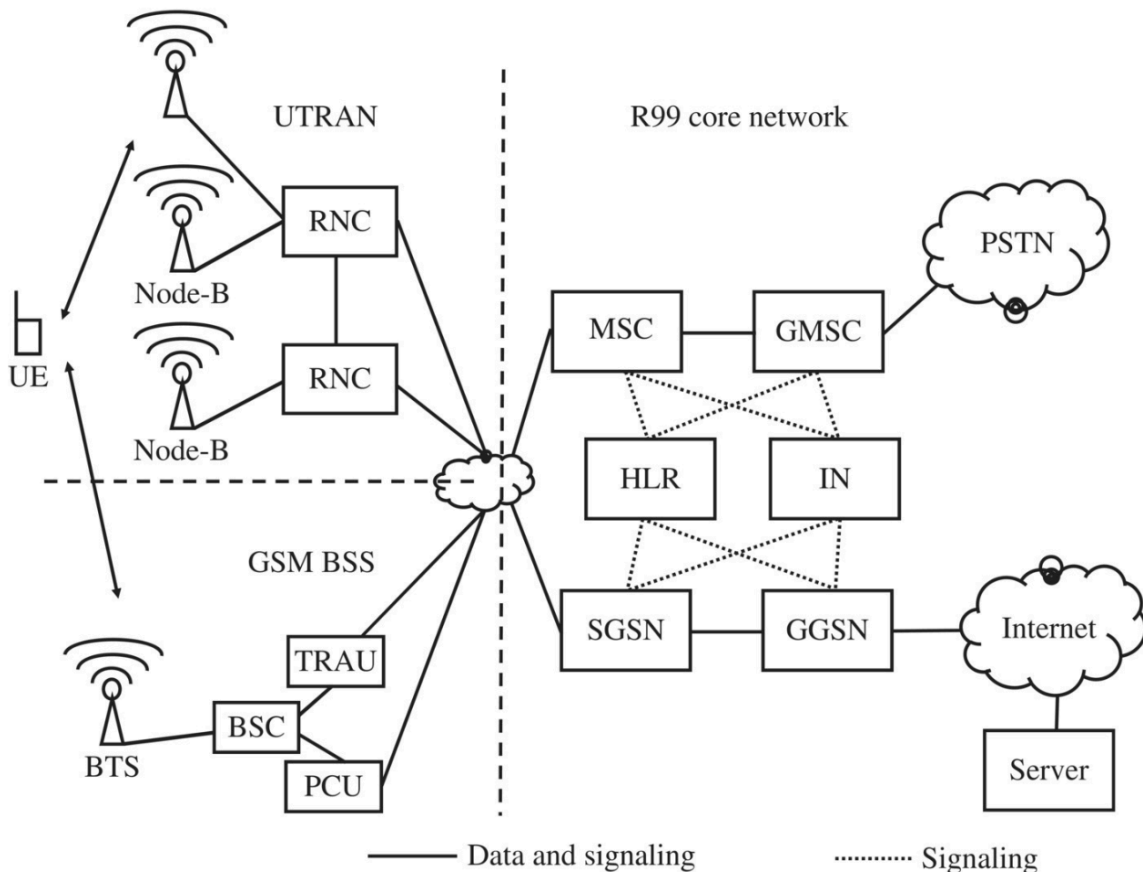 UTRAN
R99 core network
RNC
PSTN
Node-B
MSC
GMSC
UE
RNC
Node-B
HLR
IN
GSM BSS
SGSN
GGSN
Internet
TRAU
BSC
BTS
PCU
Server
Data and signaling
Signaling